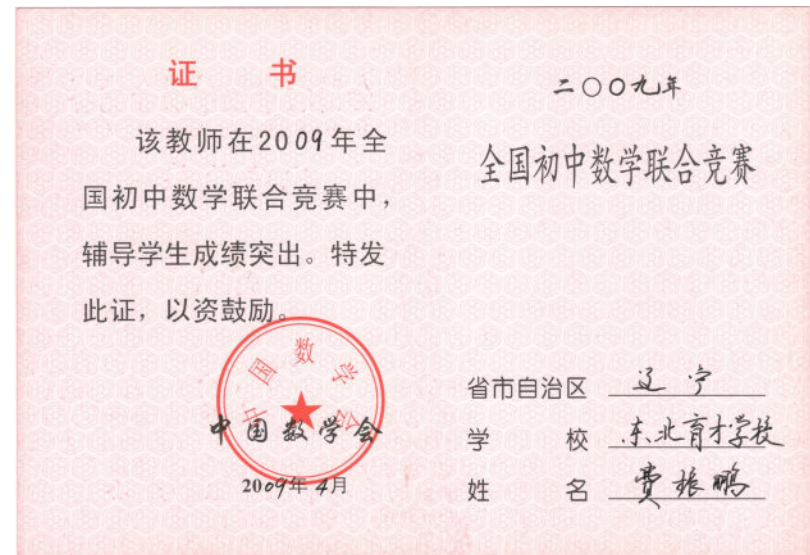 证 书
该教师在2009年全
国初中数学联合竞赛中，
辅导学生成绩突出。特发
此证，以资鼓励。
中国数学会
中国数学会
2009年4月
二〇〇九年
全国初中数学联合竞赛
省市自治区 辽宁
学 校 东北育才学校
姓 名 费振鹏